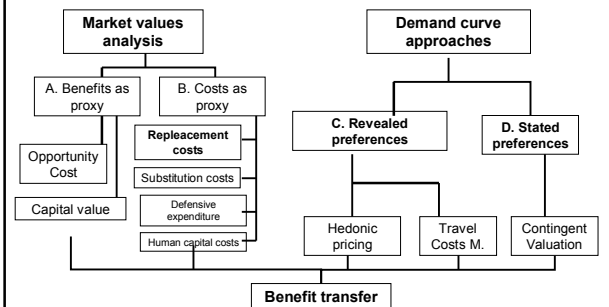 Market values
analysis
Demand curve
approaches
A. Benefits as
proxy
B. Costs as
proxy
C. Revealed
preferences
D. Stated
preferences
Repleacement
costs
Opportunity
Cost
Substitution costs
Capital value
Defensive
expenditure
Human capital costs
Hedonic
pricing
Travel
Costs M.
Contingent
Valuation
Benefit transfer